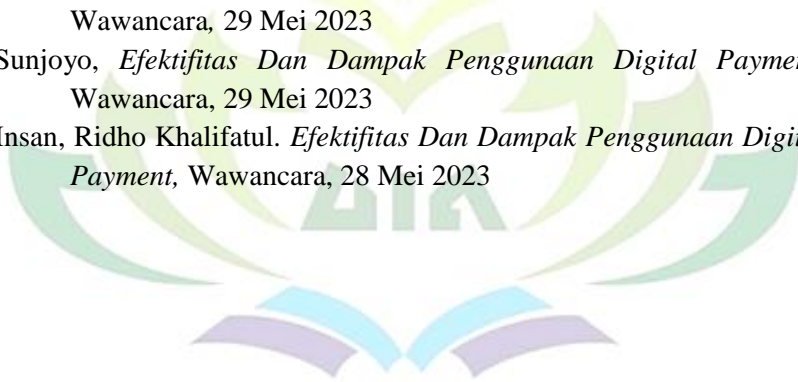 Wawancara, 29 Mei 2023
Sunjoyo, Efektifitas Dan Dampak Penggunaan Digital Paymen
Wawancara, 29 Mei 2023
Insan, Ridho Khalifatul. Efektifitas Dan Dampak Penggunaan Digit
Payment, Wawancara, 28 Mei 2023